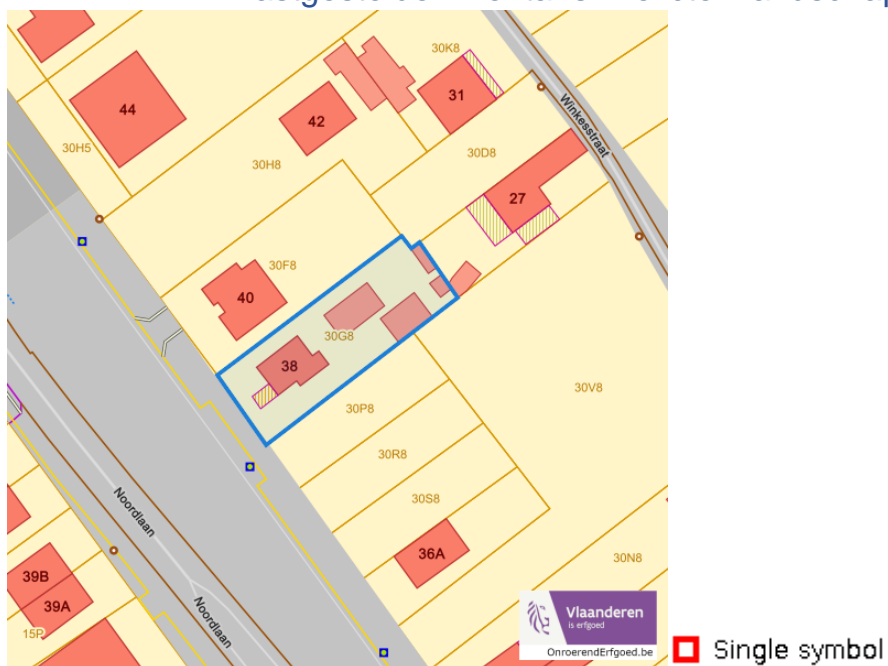 44
42
31
30K8
30H5
30H8
30D8
Winkesstraat
27
30F8
40
30G8
38
30V8
30P8
30R8
30S8
36A
30N8
Noordlaan
Noordlaan
39B
39A
15P
Vlaanderen
is erfgoed
OnroerendErfgoed.be
Single symbol